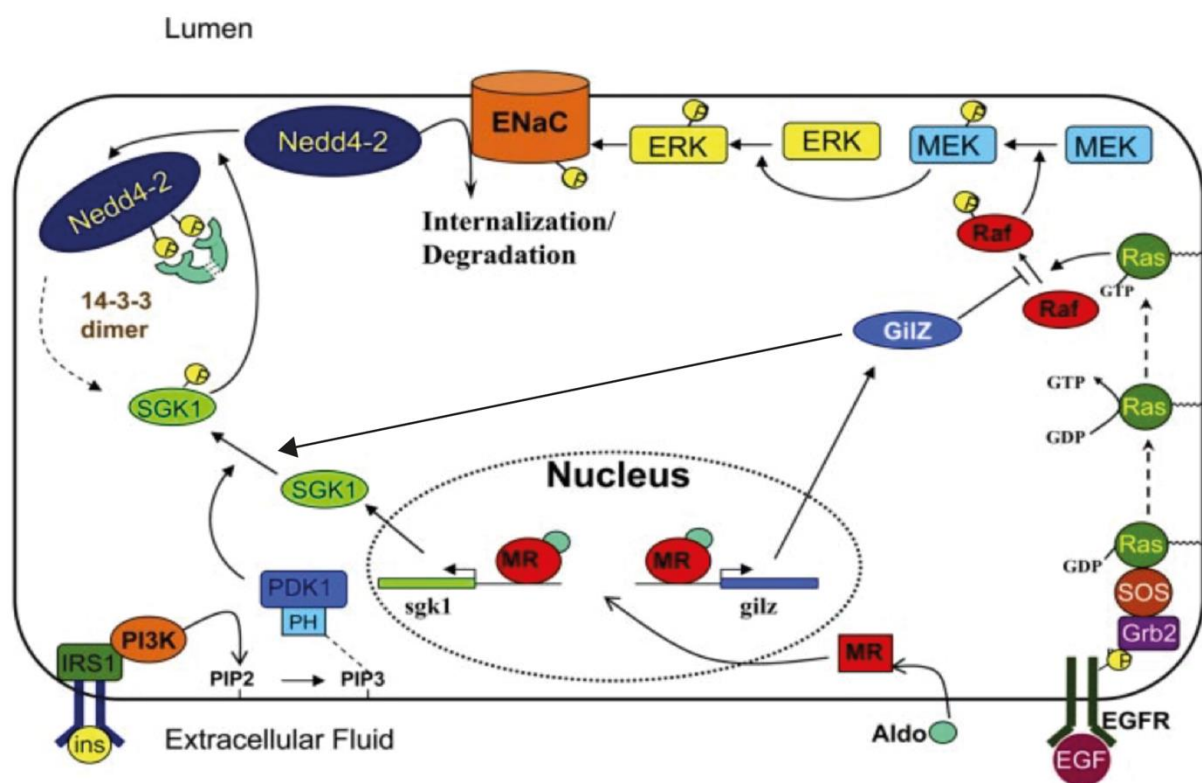 Lumen
ENaC
Nedd4-2
Nedd4-2
P
P
P
ERK
P
ERK
MEK
P
MEK
Internalization/
Degradation
14-3-3
dimer
P
Raf
Raf
Ras
GTP
GilZ
P
SGK1
SGK1
GTP
GDP
Ras
Nucleus
MR
MR
sgk1
gilz
PDK1
PH
PI3K
IRS1
PIP2
PIP3
ins
MR
Aldo
GDP
Ras
SOS
Grb2
P
EGFR
EGF
Extracellular Fluid